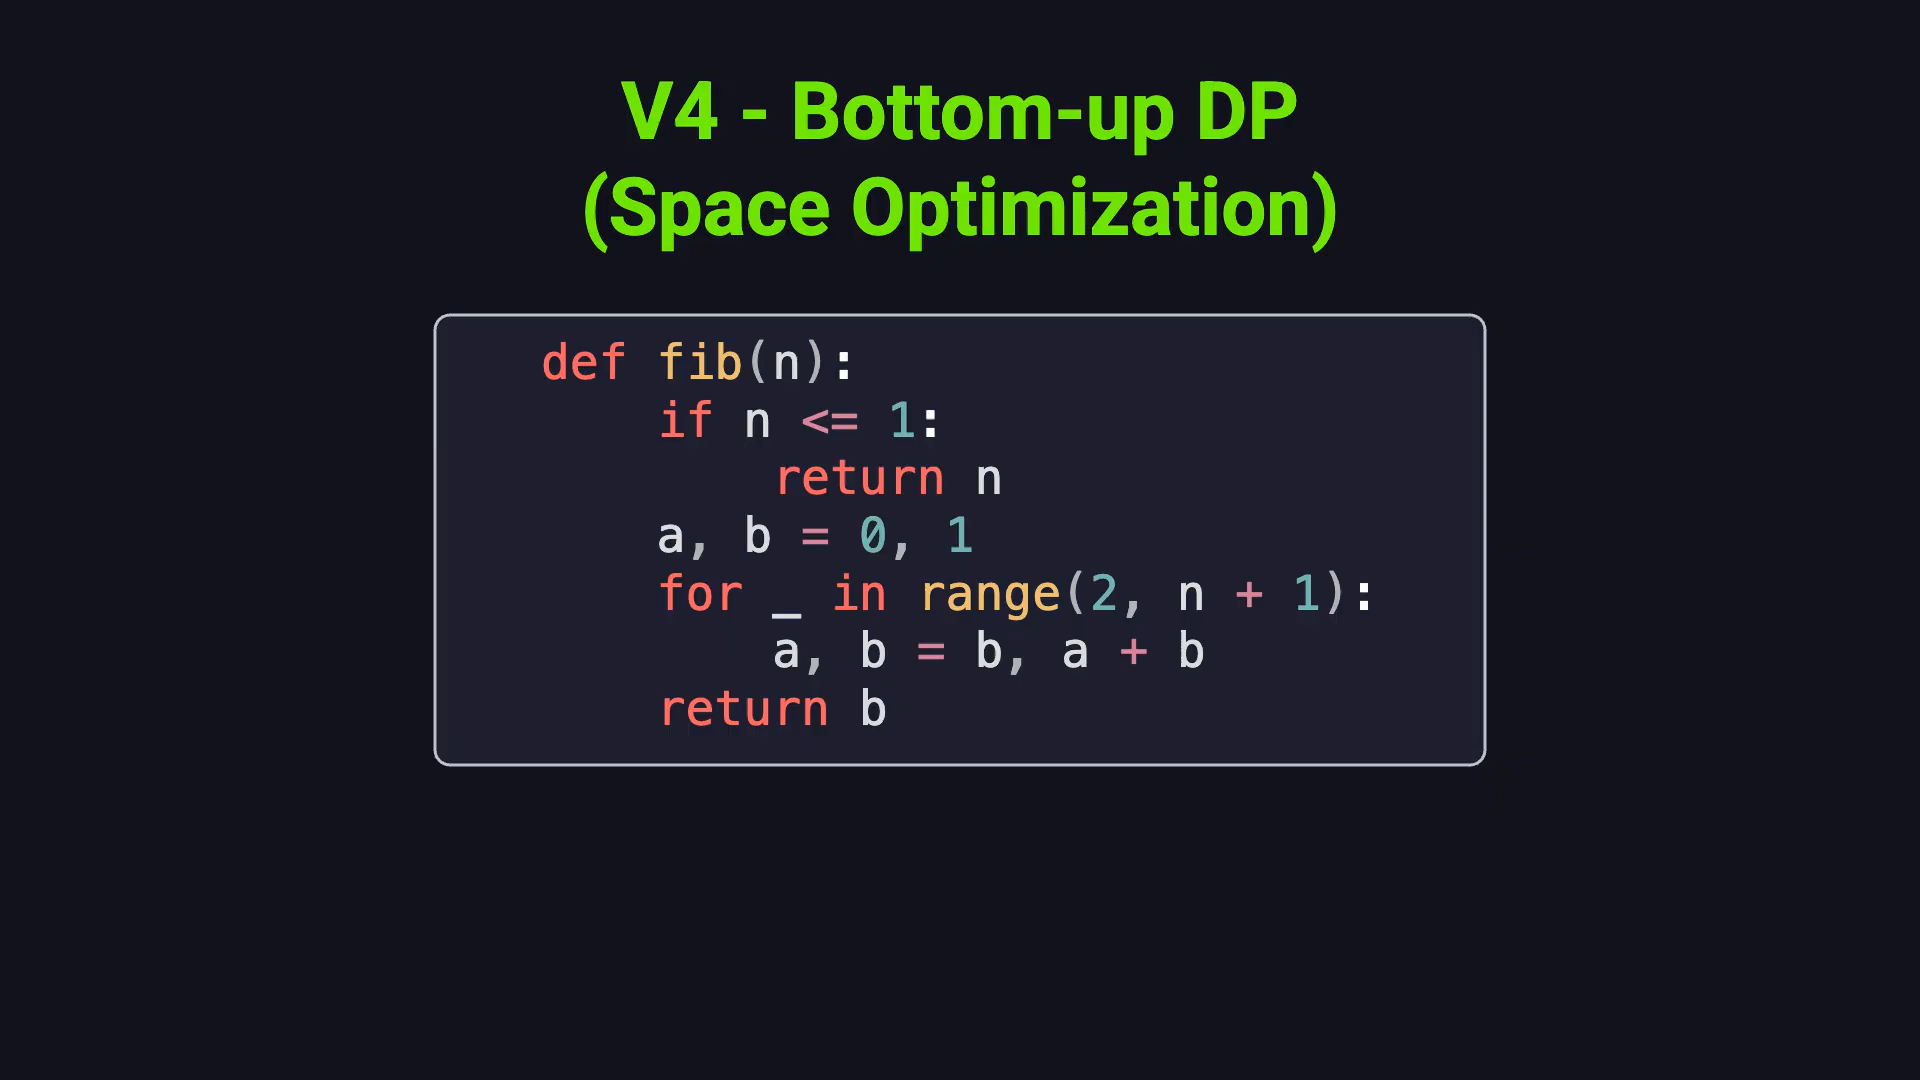 V4 - Bottom-up DP
(Space Optimization)
def fib(n):
    if n <= 1:
        return n
    a, b = 0, 1
    for _ in range(2, n + 1):
        a, b = b, a + b
    return b